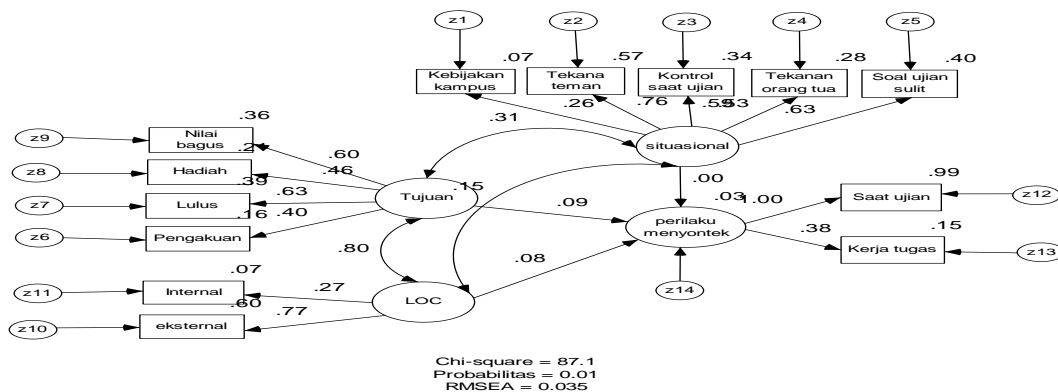 z1
z2
z3
z4
z5
.07
.57
.34
.28
.40
Kebijakan
kampus
Tekana
teman
Kontrol
saat ujian
Tekanan
orang tua
Soal ujian
sulit
.26
.76
.59
.53
.63
.31
situasional
.36
z9
Nilai
bagus
.60
z8
Hadiah
.46
.39
z7
Lulus
.63
.16
z6
Pengakuan
.40
Tujuan
.15
.00
.03
.09
.80
.08
perilaku
menyontek
1.00
.99
Saat ujian
z12
.38
.15
Kerja tugas
z13
z14
.07
z11
Internal
.27
.60
z10
eksternal
.77
LOC
Chi-square = 87.1
Probabilitas = 0.01
RMSEA = 0.035